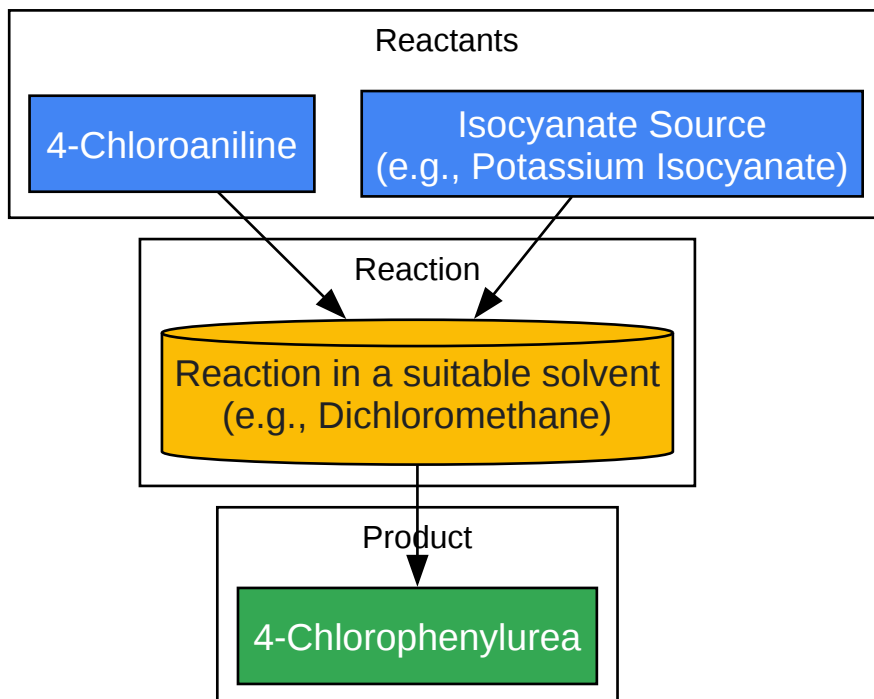 Reactants
4-Chloroaniline
Isocyanate Source
(e.g., Potassium Isocyanate)
Reaction
Reaction in a suitable solvent
(e.g., Dichloromethane)
Product
4-Chlorophenylurea